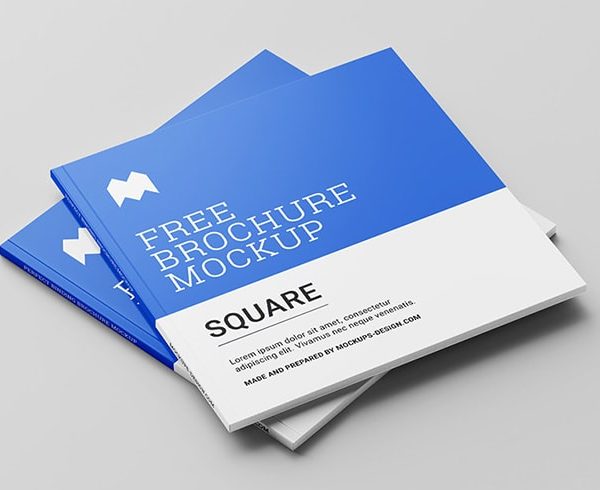 FREE
BROCHURE
MOCKUP
SQUARE
Lorem ipsum dolor sit amet, consectetur
adipiscing elit. Vivamus nec neque venenatis.
MADE AND PREPARED BY MOCKUPS-DESIGN.COM
PERFECT BINDING BROCHURE MOCKUP